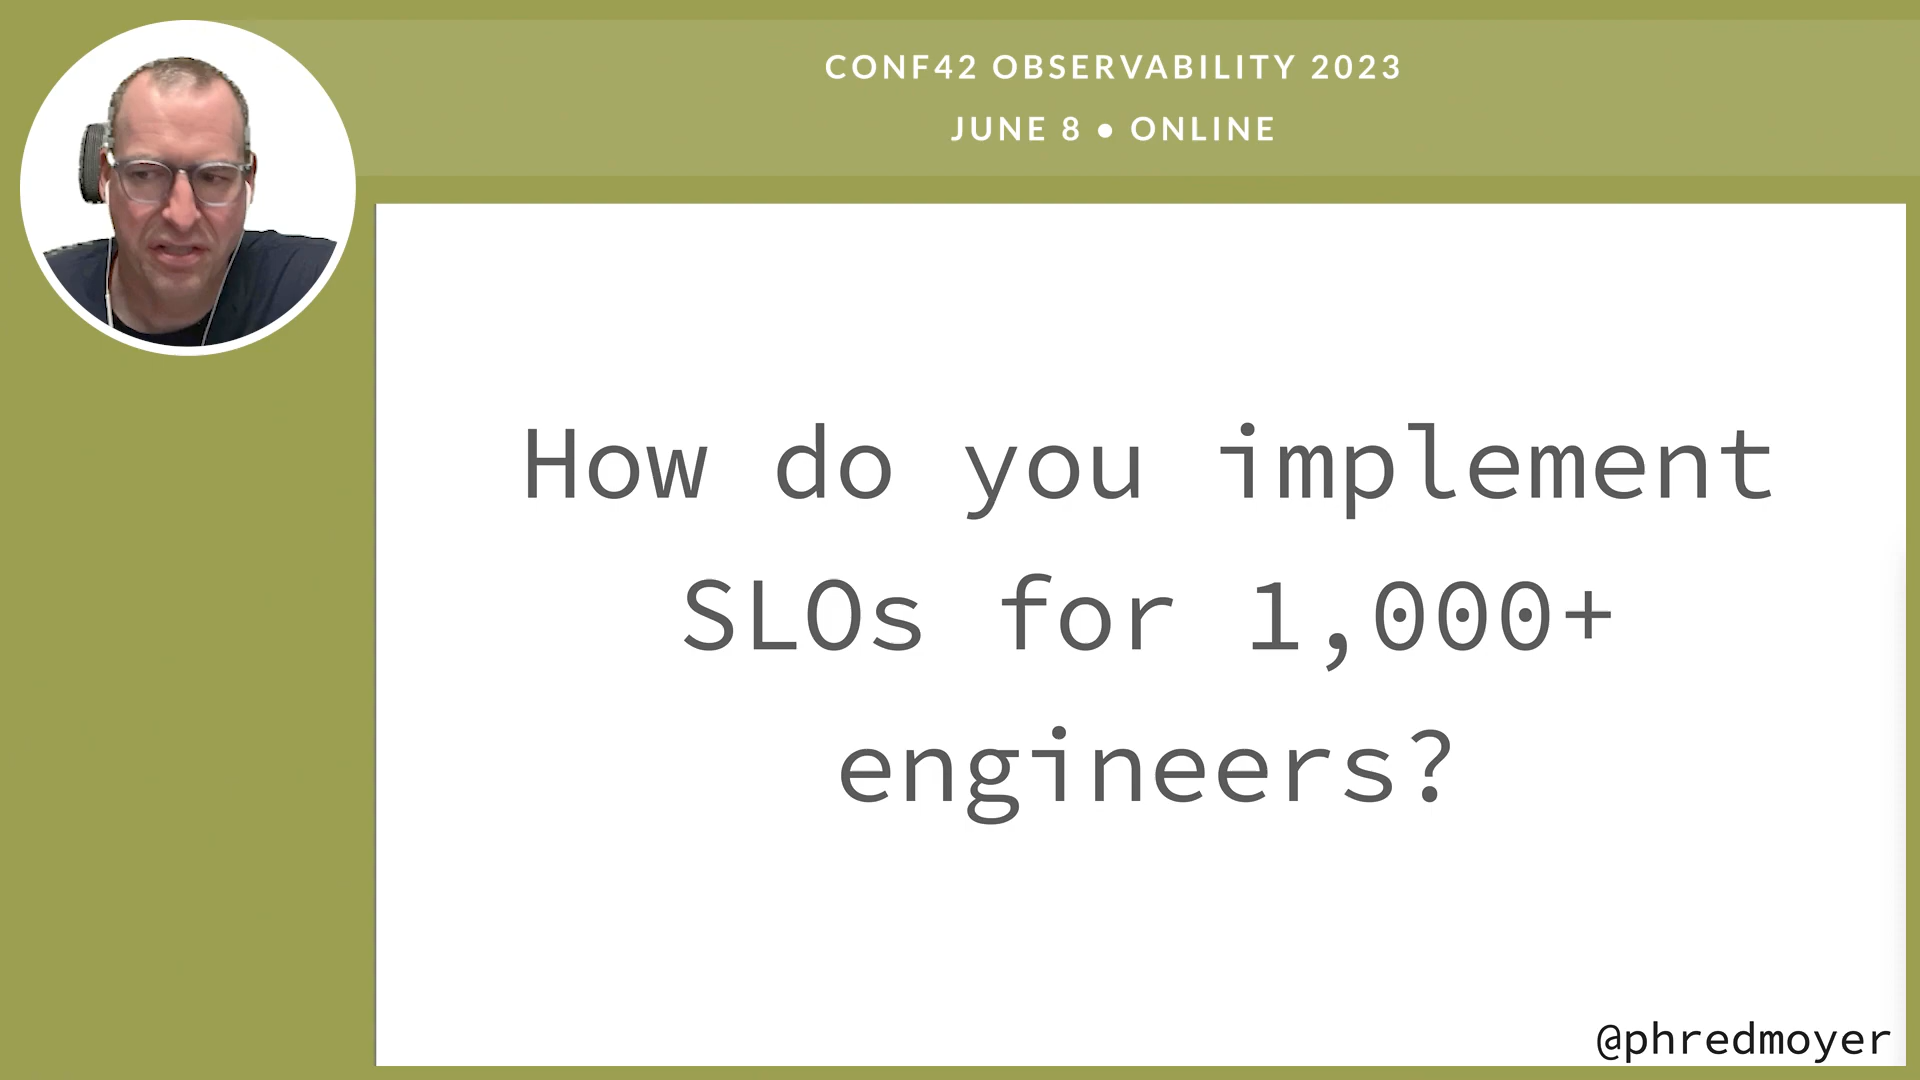 CONF42 OBSERVABILITY 2023
JUNE 8 • ONLINE
How do you implement
SLOs for 1,000+
engineers?
@phredmoyer